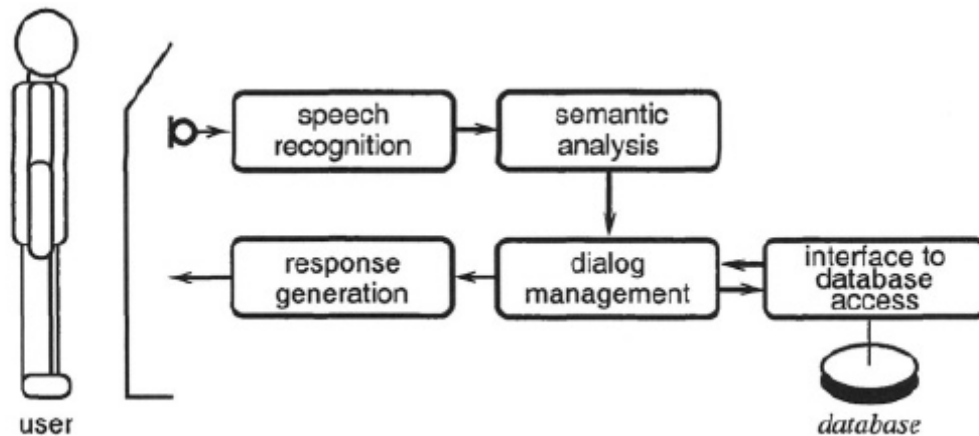 speech
recognition
semantic
analysis
response
generation
dialog
management
interface to
database
access
user
database